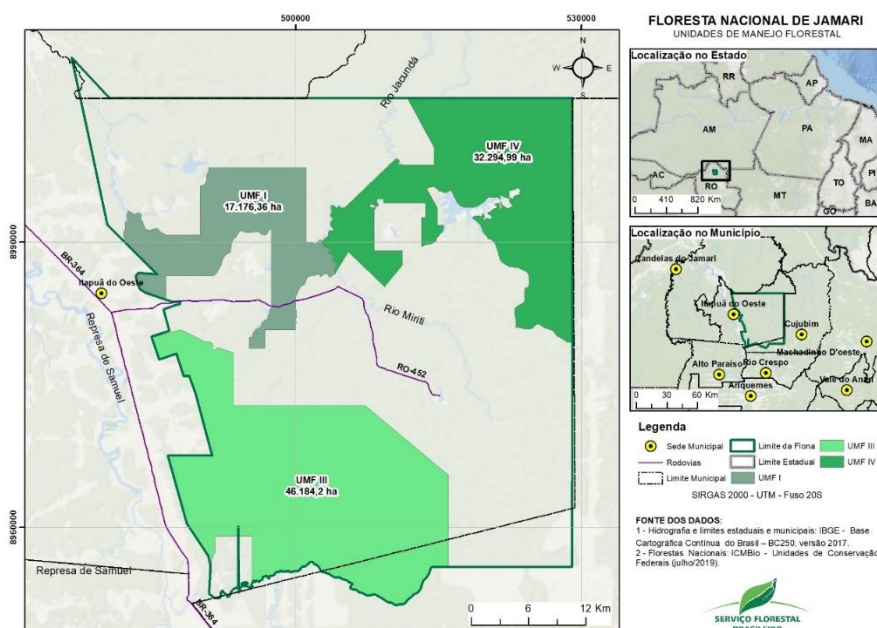 FLORESTA NACIONAL DE JAMARI
UNIDADES DE MANEJO FLORESTAL
500000
530000
N
W
E
S
8990000
8960000
Rio Jacundá
UMF IV
32.294,99 ha
UMF I
17.176,36 ha
BR-364
Itapuã do Oeste
Represa de Samuel
Rio Miriti
RO-452
UMF III
46.184,2 ha
Represa de Samuel
BR-364
0
3
6
12 Km
Localização no Estado
RR
AP
AM
PA
MA
AC
RO
TO
PI
MT
BA
GO
0
410
820 Km
Localização no Município
Candeias do Jamari
Itapuã do Oeste
Cujubim
Machadinho D'oeste
Alto Paraíso
Rio Crespo
Ariquemes
Vale do Anari
0
30
60 Km
Legenda
Sede Municipal
Rodovias
Limite Municipal
Limite da Flona
Limite Estadual
UMF I
UMF III
UMF IV
SIRGAS 2000 - UTM - Fuso 20S
FONTE DOS DADOS:
1 - Hidrografia e limites estaduais e municipais: IBGE - Base
Cartográfica Contínua do Brasil – BC250, versão 2017.
2 - Florestas Nacionais: ICMBio - Unidades de Conservação
Federais (julho/2019).
SERVIÇO FLORESTAL
BRASILEIRO